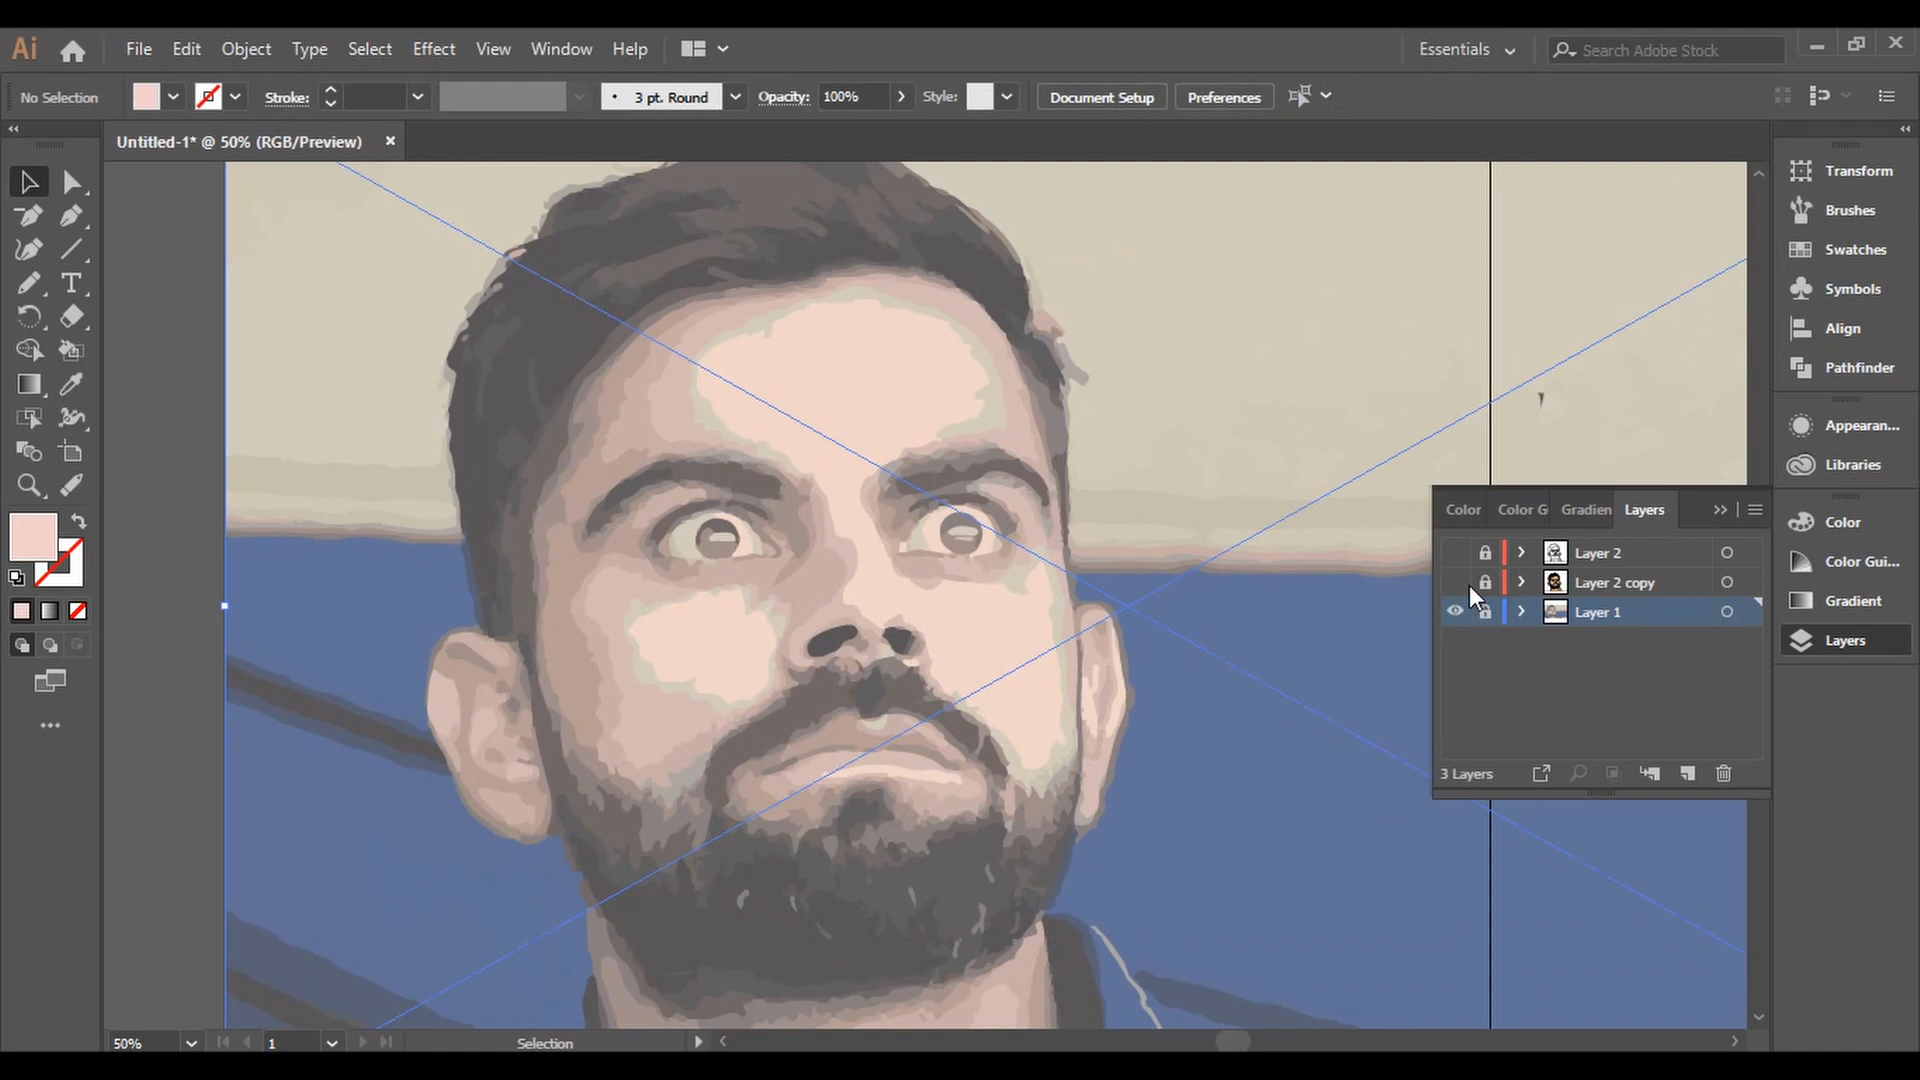 Ai
File Edit Object Type Select Effect View Window Help
Essentials
Search Adobe Stock
No Selection
Stroke:
3 pt. Round
Opacity: 100%
Style:
Document Setup
Preferences
Untitled-1* @ 50% (RGB/Preview)
Transform
Brushes
Swatches
Symbols
Align
Pathfinder
Appearan...
Libraries
Color
Color Gui...
Gradient
Layers
Color Color G Gradien Layers
Layer 2
Layer 2 copy
Layer 1
3 Layers
50%
1
Selection